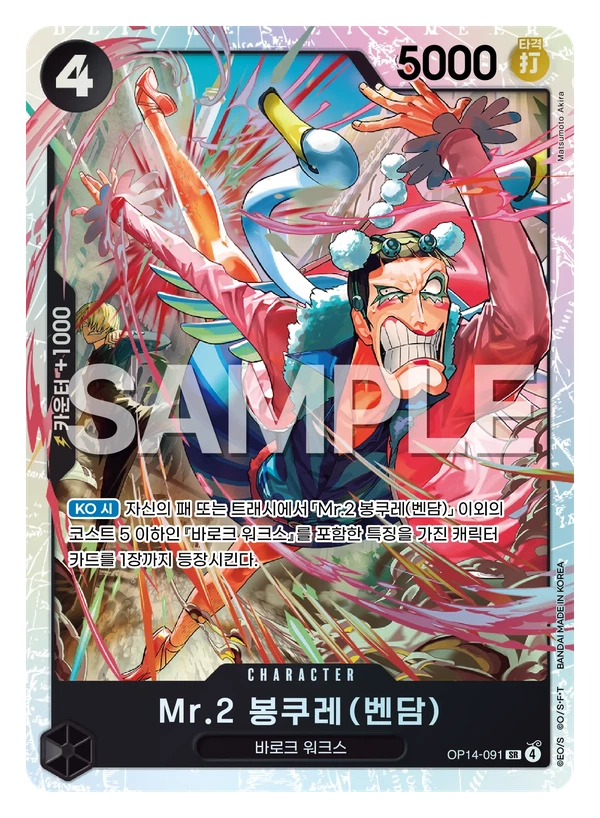 4
5000
타격
打
Matsumoto Akira
카운터 +1000
SAMPLE
KO 시 자신의 패 또는 트래시에서 『Mr.2 봉쿠레(벤담)』 이외의
코스트 5 이하인 『바로크 워크스』를 포함한 특징을 가진 캐릭터
카드를 1장까지 등장시킨다.
CHARACTER
Mr.2 봉쿠레(벤담)
바로크 워크스
OP14-091 SR 4
©E.O/S ©O/S·F·T BANDAI MADE IN KOREA